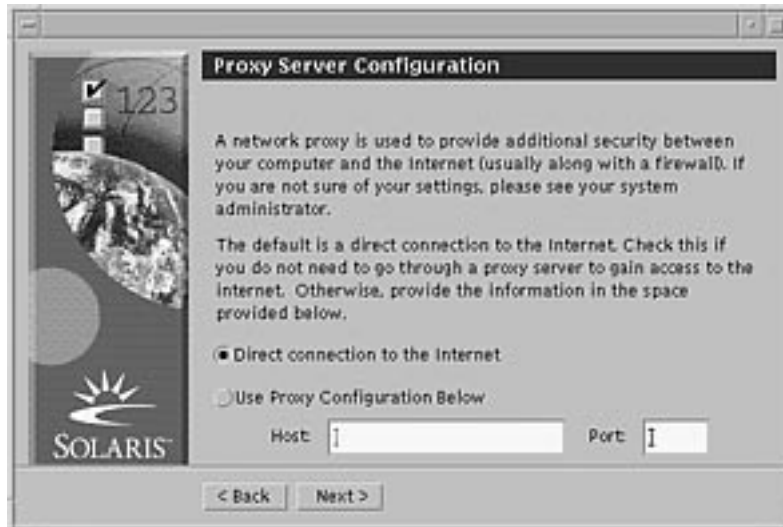 Proxy Server Configuration
123
A network proxy is used to provide additional security between
your computer and the Internet (usually along with a firewall). If
you are not sure of your settings, please see your system
administrator.
The default is a direct connection to the Internet. Check this if
you do not need to go through a proxy server to gain access to the
internet. Otherwise, provide the information in the space
provided below.
Direct connection to the Internet
Use Proxy Configuration Below
Host: Port:
SOLARIS™
< Back Next >